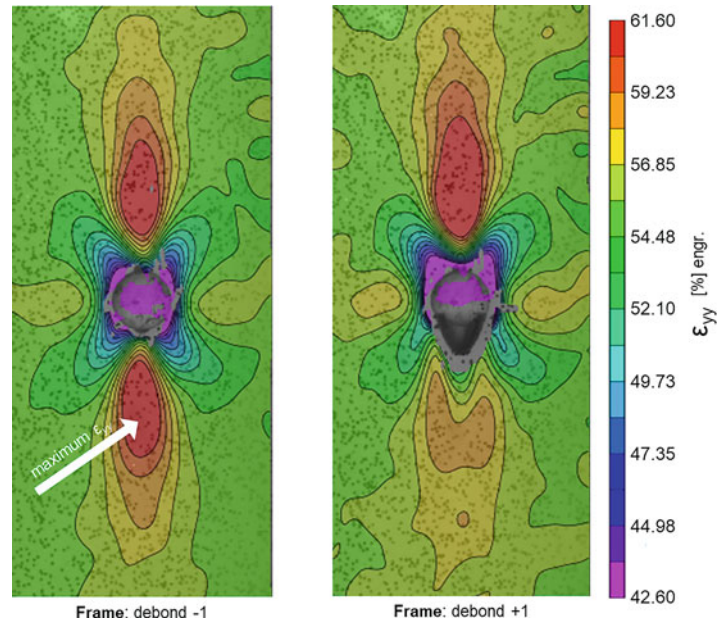 61.60
59.23
56.85
54.48
52.10
49.73
47.35
44.98
42.60
εyy [%] engr.
maximum εyy
Frame: debond -1
Frame: debond +1